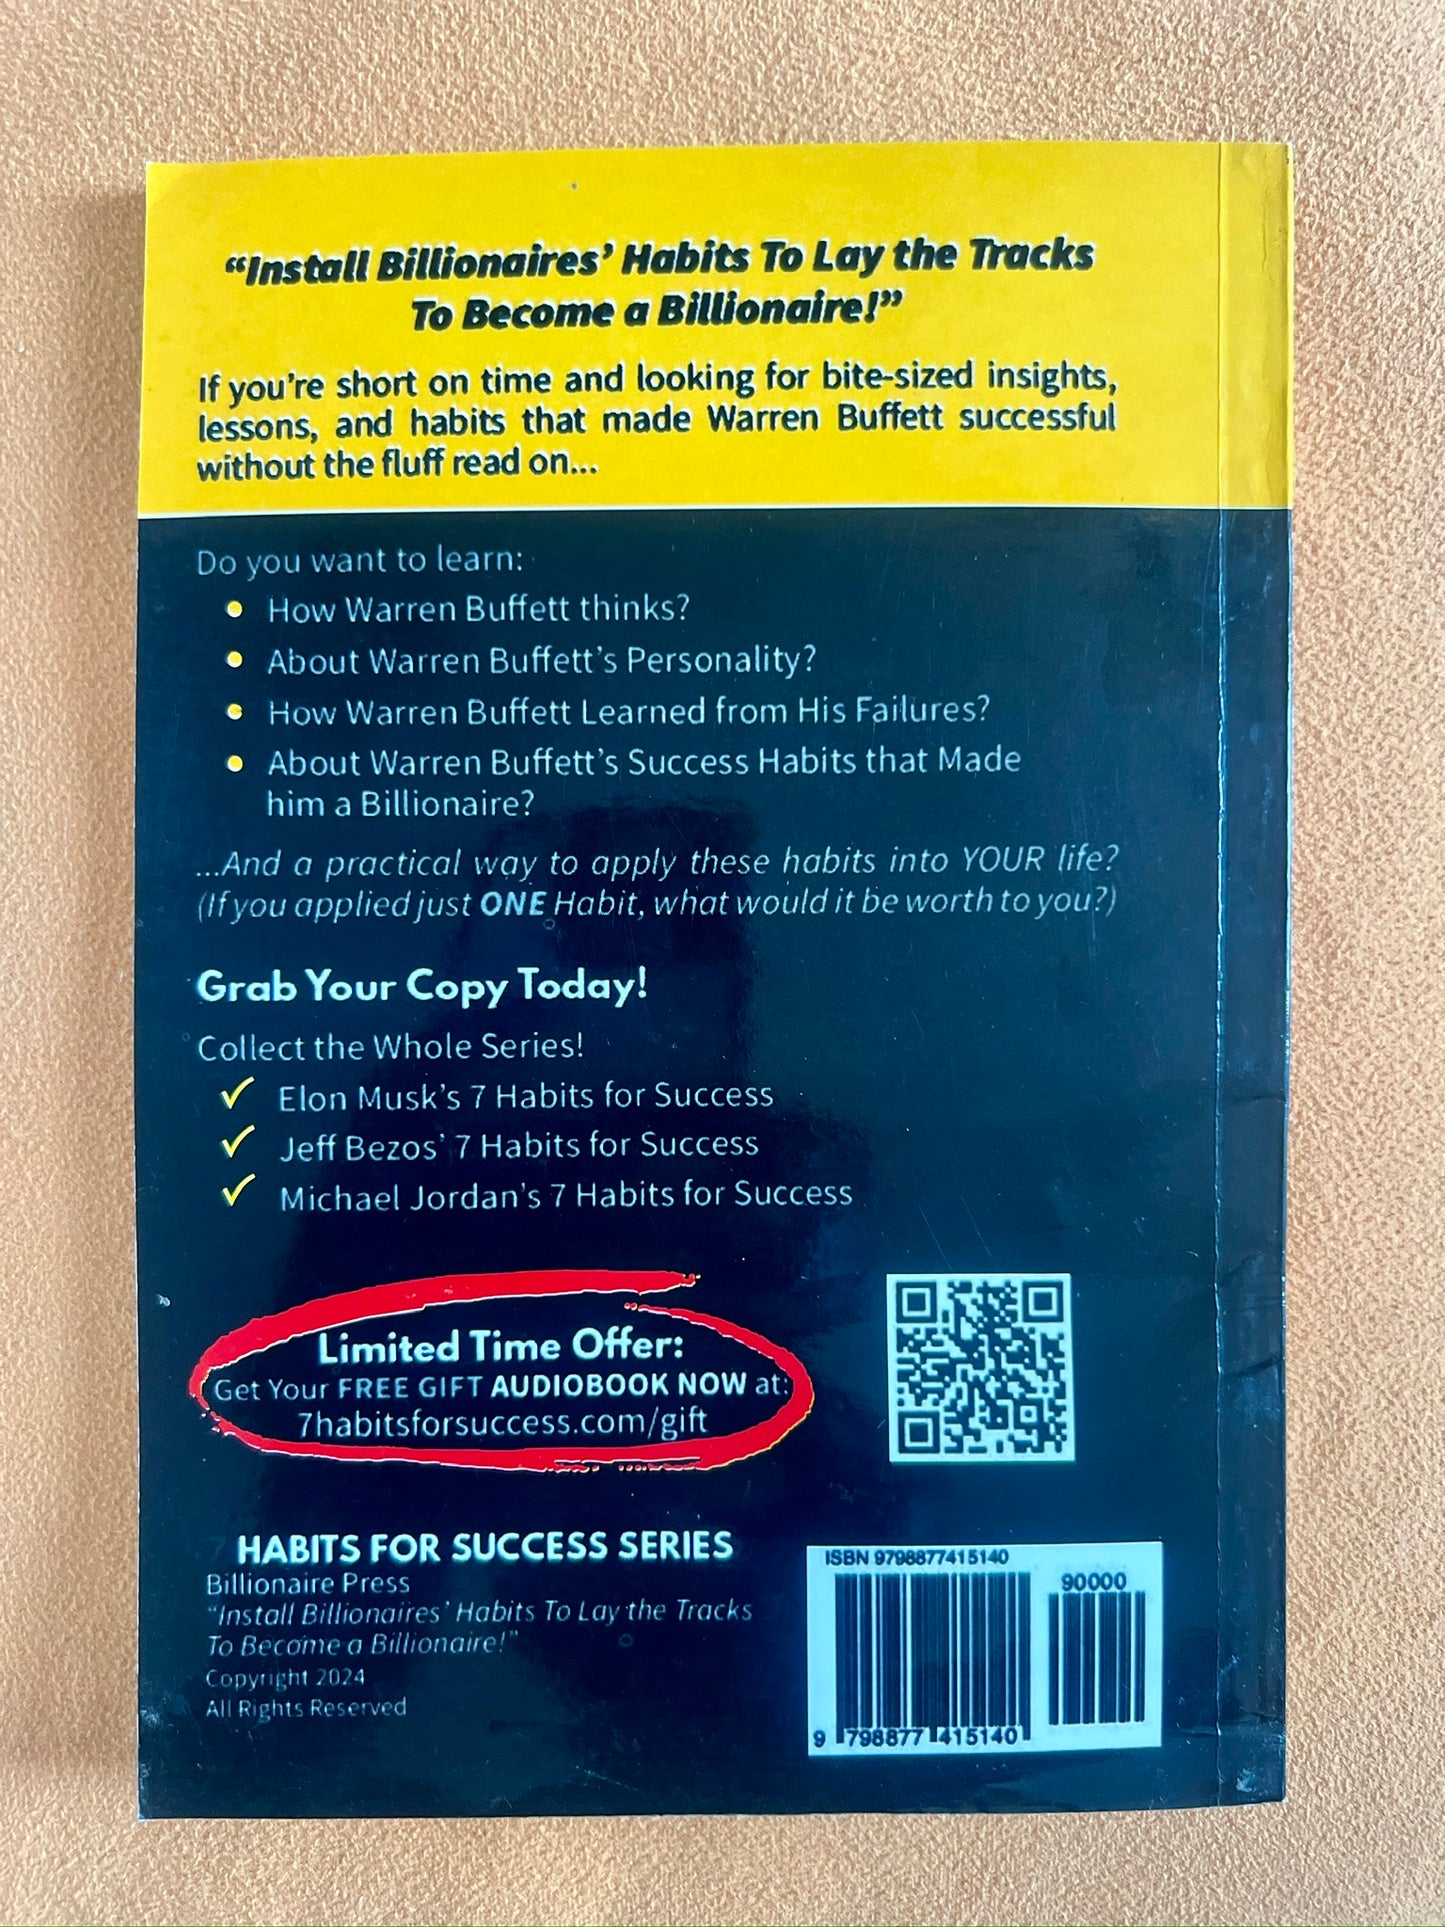 “Install Billionaires’ Habits To Lay the Tracks
To Become a Billionaire!”
If you’re short on time and looking for bite-sized insights,
lessons, and habits that made Warren Buffett successful
without the fluff read on...
Do you want to learn:
• How Warren Buffett thinks?
• About Warren Buffett’s Personality?
• How Warren Buffett Learned from His Failures?
• About Warren Buffett’s Success Habits that Made
him a Billionaire?
...And a practical way to apply these habits into YOUR life?
(If you applied just ONE Habit, what would it be worth to you?)
Grab Your Copy Today!
Collect the Whole Series!
✓ Elon Musk’s 7 Habits for Success
✓ Jeff Bezos’ 7 Habits for Success
✓ Michael Jordan’s 7 Habits for Success
Limited Time Offer:
Get Your FREE GIFT AUDIOBOOK NOW at:
7habitsforsuccess.com/gift
7 HABITS FOR SUCCESS SERIES
Billionaire Press
“Install Billionaires’ Habits To Lay the Tracks
To Become a Billionaire!”
Copyright 2024
All Rights Reserved
ISBN 9798877415140
90000
9 798877 415140